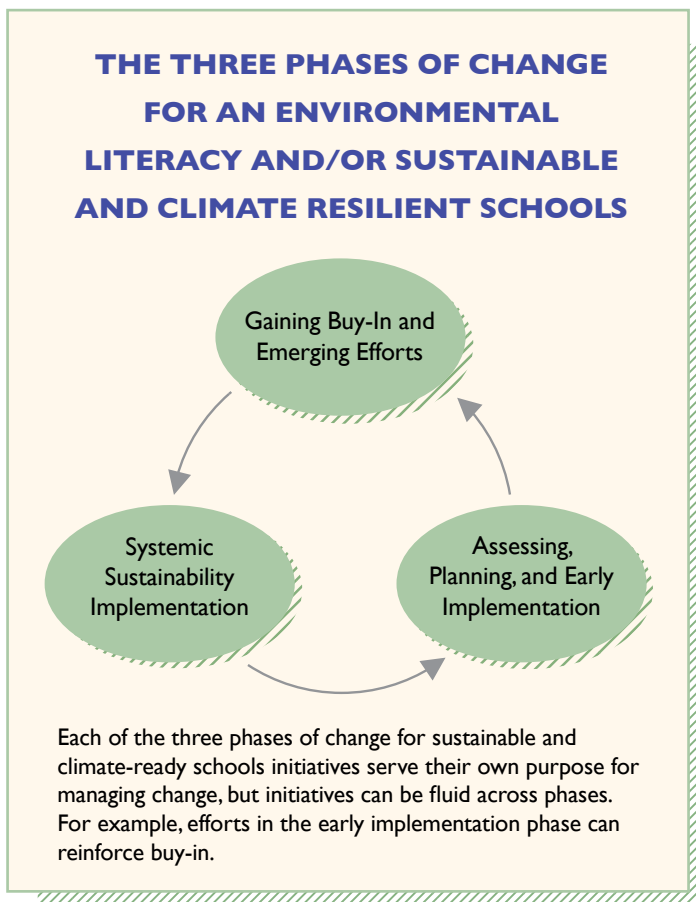 THE THREE PHASES OF CHANGE
FOR AN ENVIRONMENTAL
LITERACY AND/OR SUSTAINABLE
AND CLIMATE RESILIENT SCHOOLS
Gaining Buy-In and
Emerging Efforts
Systemic
Sustainability
Implementation
Assessing,
Planning, and Early
Implementation
Each of the three phases of change for sustainable and
climate-ready schools initiatives serve their own purpose for
managing change, but initiatives can be fluid across phases.
For example, efforts in the early implementation phase can
reinforce buy-in.